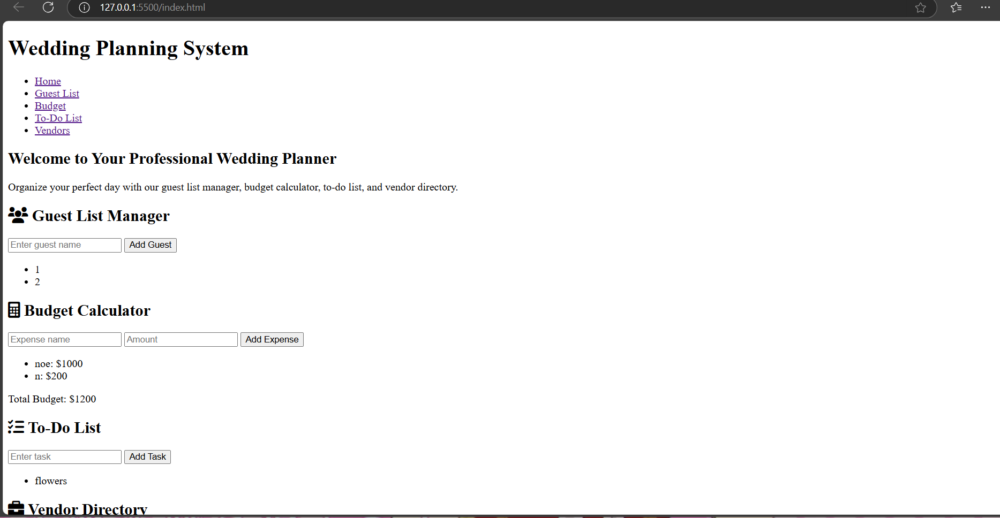 127.0.0.1:5500/index.html
Wedding Planning System
Home
Guest List
Budget
To-Do List
Vendors
Welcome to Your Professional Wedding Planner
Organize your perfect day with our guest list manager, budget calculator, to-do list, and vendor directory.
Guest List Manager
Enter guest name Add Guest
1
2
Budget Calculator
Expense name Amount Add Expense
noe: $1000
n: $200
Total Budget: $1200
To-Do List
Enter task Add Task
flowers
Vendor Directory